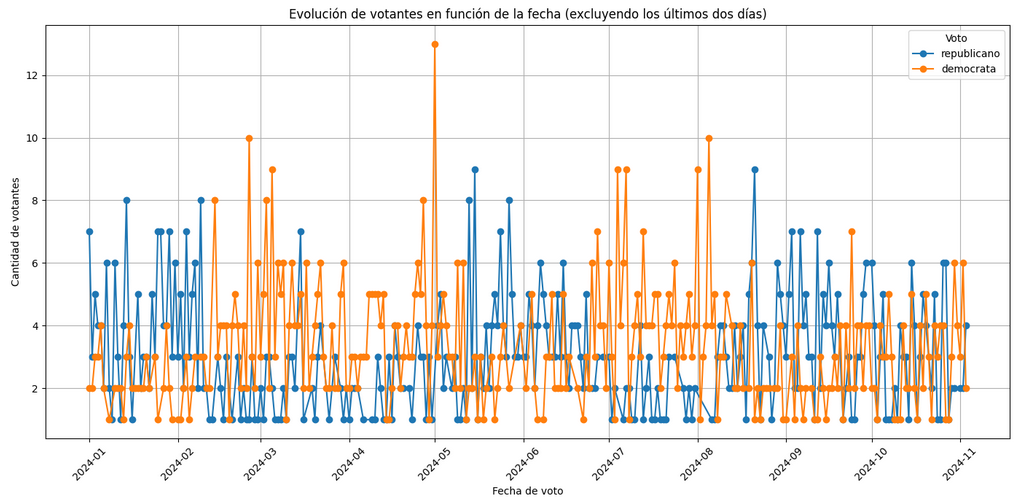 Evolución de votantes en función de la fecha (excluyendo los últimos dos días)
Voto
republicano
democrata
Cantidad de votantes
12
10
8
6
4
2
2024-01
2024-02
2024-03
2024-04
2024-05
2024-06
2024-07
2024-08
2024-09
2024-10
2024-11
Fecha de voto